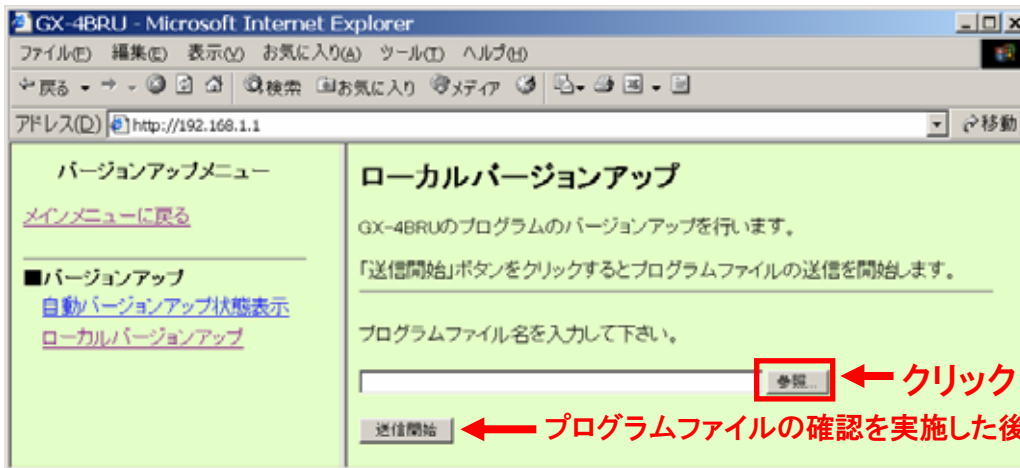 GX-4BRU - Microsoft Internet Explorer
ファイル(F) 編集(E) 表示(V) お気に入り(A) ツール(T) ヘルプ(H)
戻る 検索 お気に入り メディア
アドレス(D) http://192.168.1.1 移動
バージョンアップメニュー
メインメニューに戻る
■バージョンアップ
自動バージョンアップ状態表示
ローカルバージョンアップ
ローカルバージョンアップ
GX-4BRUのプログラムのバージョンアップを行います。
「送信開始」ボタンをクリックするとプログラムファイルの送信を開始します。
プログラムファイル名を入力して下さい。
参照... クリック
送信開始 プログラムファイルの確認を実施した後